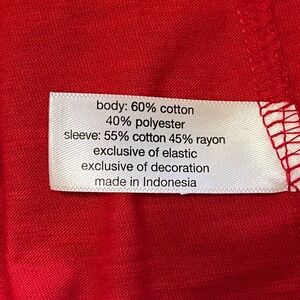 body: 60% cotton
40% polyester
sleeve: 55% cotton 45% rayon
exclusive of elastic
exclusive of decoration
made in Indonesia